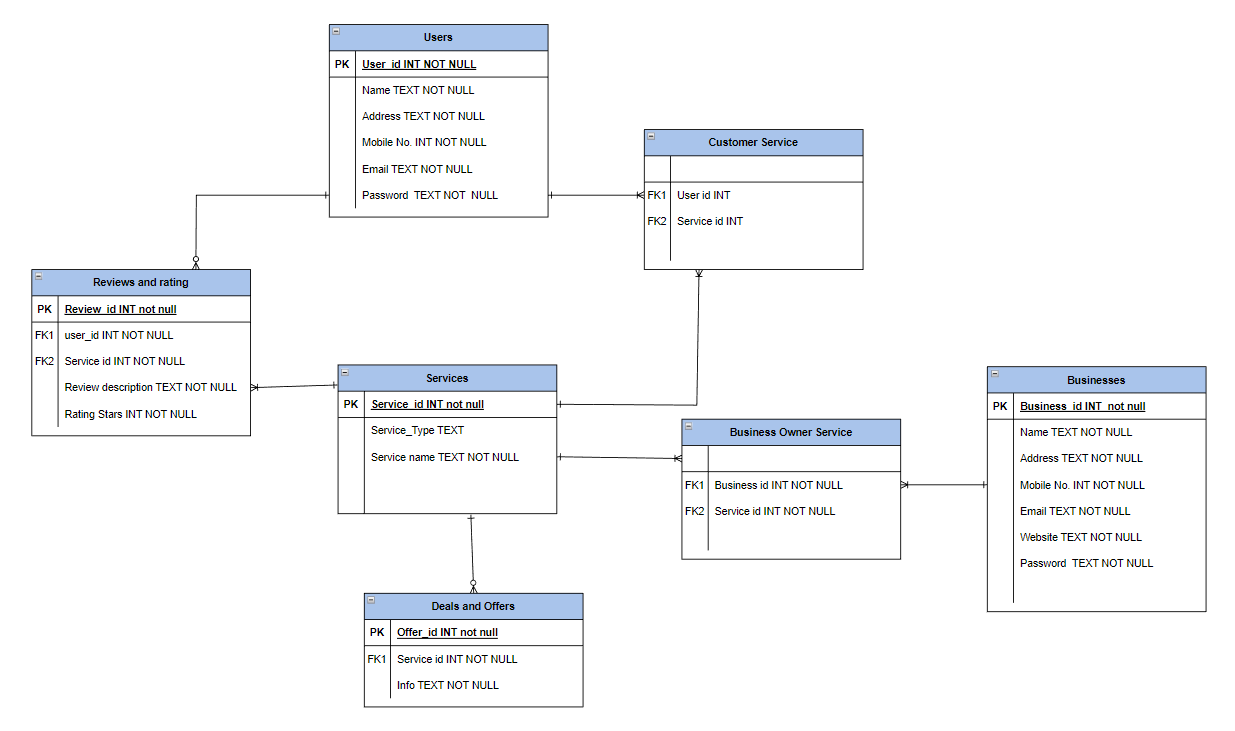 Users
PK User_id INT NOT NULL
Name TEXT NOT NULL
Address TEXT NOT NULL
Mobile No. INT NOT NULL
Email TEXT NOT NULL
Password TEXT NOT NULL
Customer Service
FK1 User id INT
FK2 Service id INT
Reviews and rating
PK Review_id INT not null
FK1 user_id INT NOT NULL
FK2 Service id INT NOT NULL
Review description TEXT NOT NULL
Rating Stars INT NOT NULL
Services
PK Service_id INT not null
Service_Type TEXT
Service name TEXT NOT NULL
Businesses
PK Business_id INT not null
Name TEXT NOT NULL
Address TEXT NOT NULL
Mobile No. INT NOT NULL
Email TEXT NOT NULL
Website TEXT NOT NULL
Password TEXT NOT NULL
Business Owner Service
FK1 Business id INT NOT NULL
FK2 Service id INT NOT NULL
Deals and Offers
PK Offer_id INT not null
FK1 Service id INT NOT NULL
Info TEXT NOT NULL